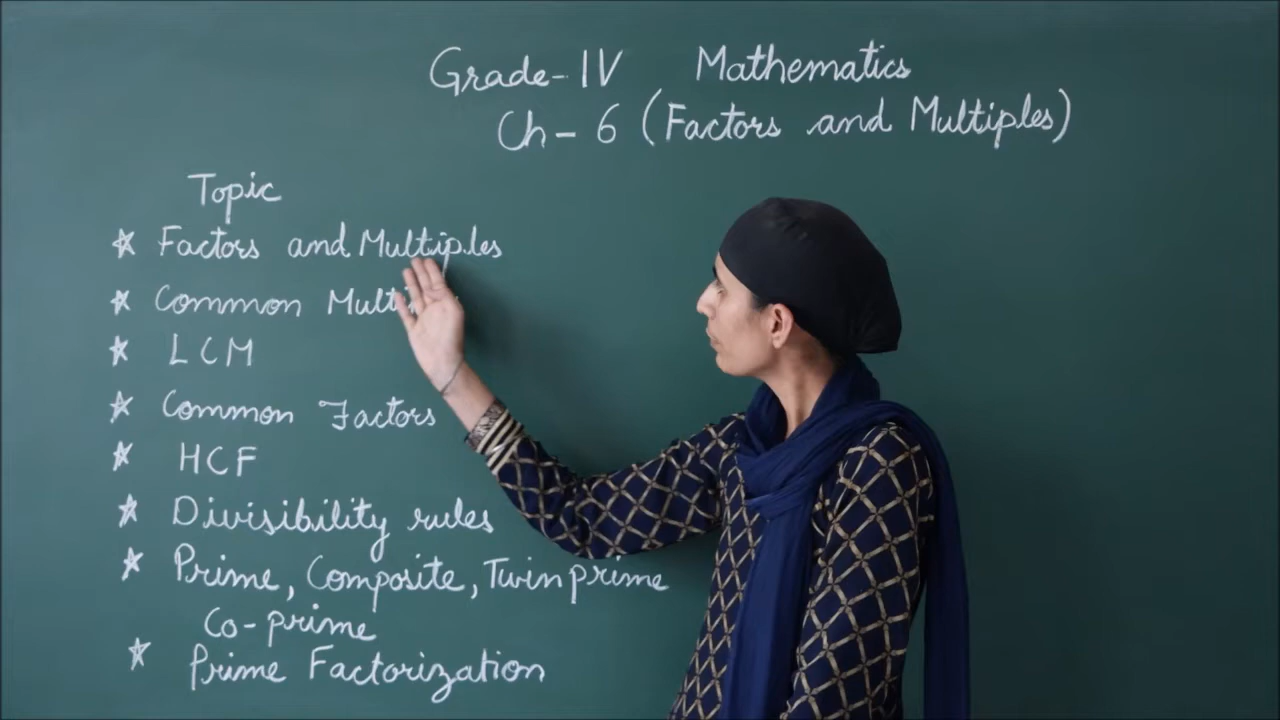 Grade-IV Mathematics
Ch-6 (Factors and Multiples)
Topic
☆ Factors and Multiples
☆ Common
☆ LCM
☆ Common Factors
☆ HCF
☆ Divisibility rules
☆ Prime, Composite, Twin prime
Co-prime
☆ Prime Factorization